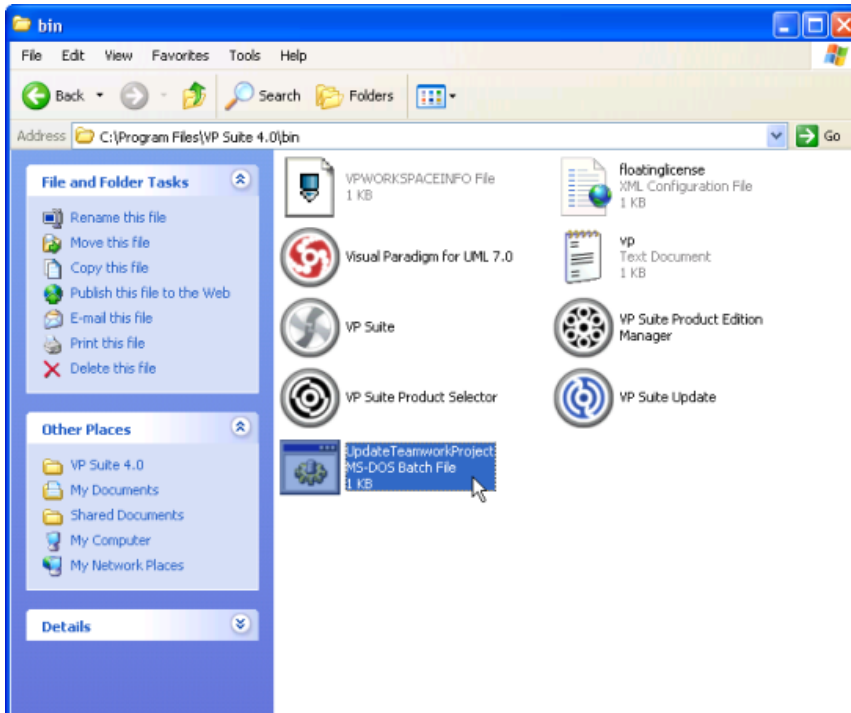 bin
File Edit View Favorites Tools Help
Back Search Folders
Address C:\Program Files\VP Suite 4.0\bin Go
File and Folder Tasks
Rename this file
Move this file
Copy this file
Publish this file to the Web
E-mail this file
Print this file
Delete this file
Other Places
VP Suite 4.0
My Documents
Shared Documents
My Computer
My Network Places
Details
VPWORKSPACEINFO File
1 KB
floatinglicense
XML Configuration File
1 KB
Visual Paradigm for UML 7.0
vp
Text Document
1 KB
VP Suite
VP Suite Product Edition
Manager
VP Suite Product Selector
VP Suite Update
UpdateTeamworkProject
MS-DOS Batch File
1 KB